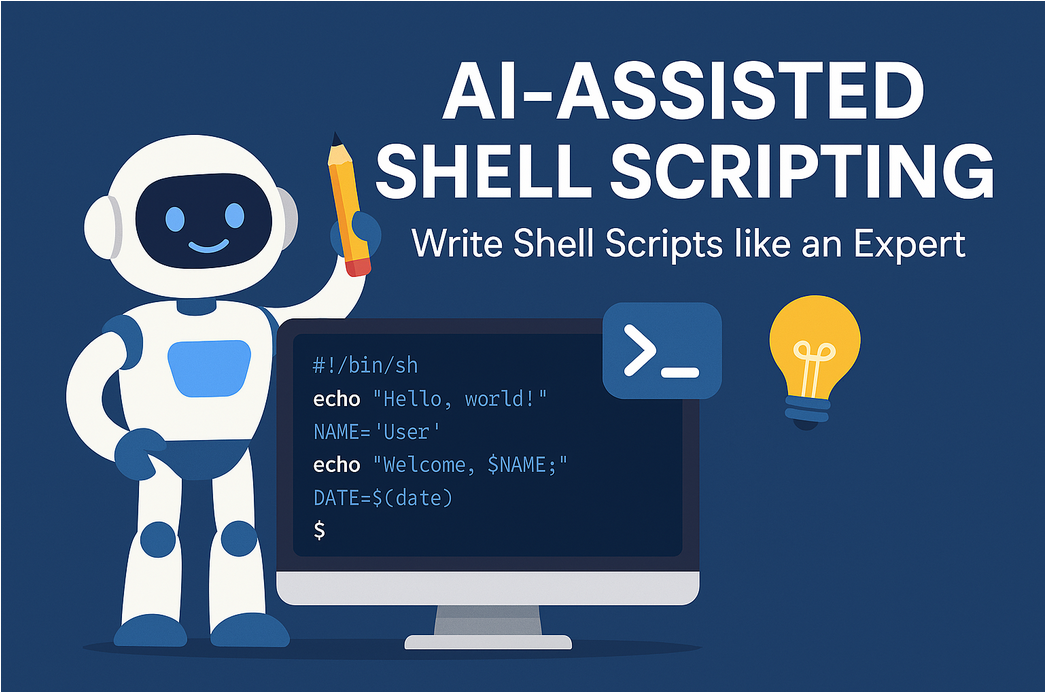 AI-ASSISTED
SHELL SCRIPTING
Write Shell Scripts like an Expert
>_
#!/bin/sh
echo "Hello, world!"
NAME='User'
echo "Welcome, $NAME;"
DATE=$(date)
$